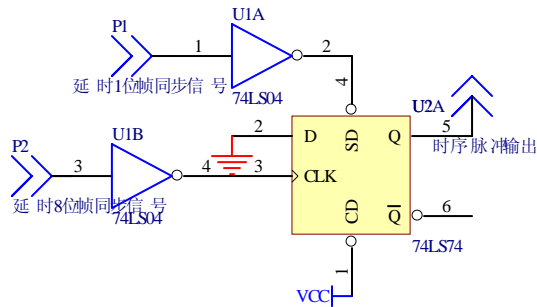 U1A
P1
1
2
延时1位帧同步信号
74LS04
4
U2A
U1B
2
D
SD
Q
5
时序脉冲输出
P2
3
4
3
CLK
延时8位帧同步信号
74LS04
CD
Q
6
74LS74
1
VCC